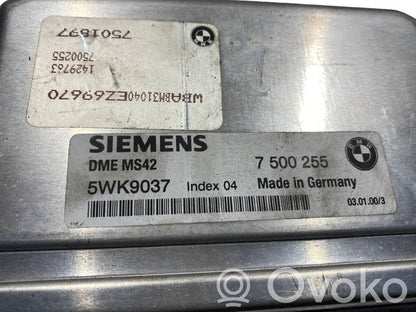 7501897
7500255
1429763
WBABM31040EZ69670
SIEMENS
DME MS42
7 500 255
BMW
5WK9037 Index 04 Made in Germany
03.01.00/3
Ovoko